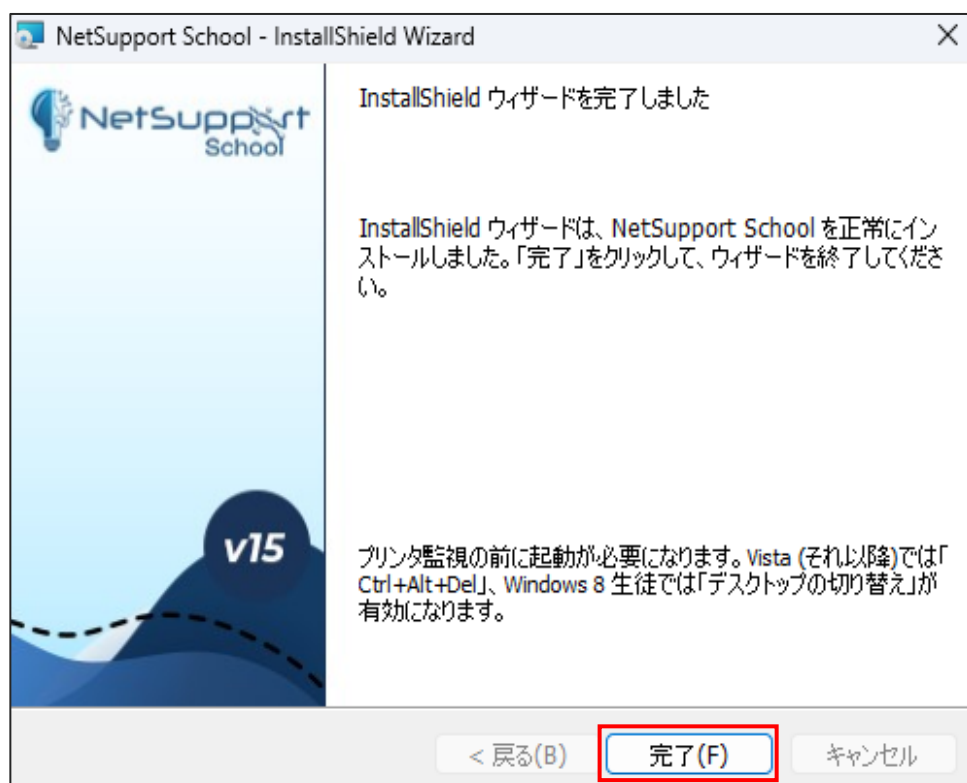 NetSupport School - InstallShield Wizard
NetSupport
School
InstallShield ウィザードを完了しました
InstallShield ウィザードは、NetSupport School を正常にイン
ストールしました。「完了」をクリックして、ウィザードを終了してくださ
い。
v15
プリンタ監視の前に起動が必要になります。Vista (それ以降)では「
Ctrl+Alt+Del」、Windows 8 生徒では「デスクトップの切り替え」が
有効になります。
< 戻る(B)
完了(F)
キャンセル